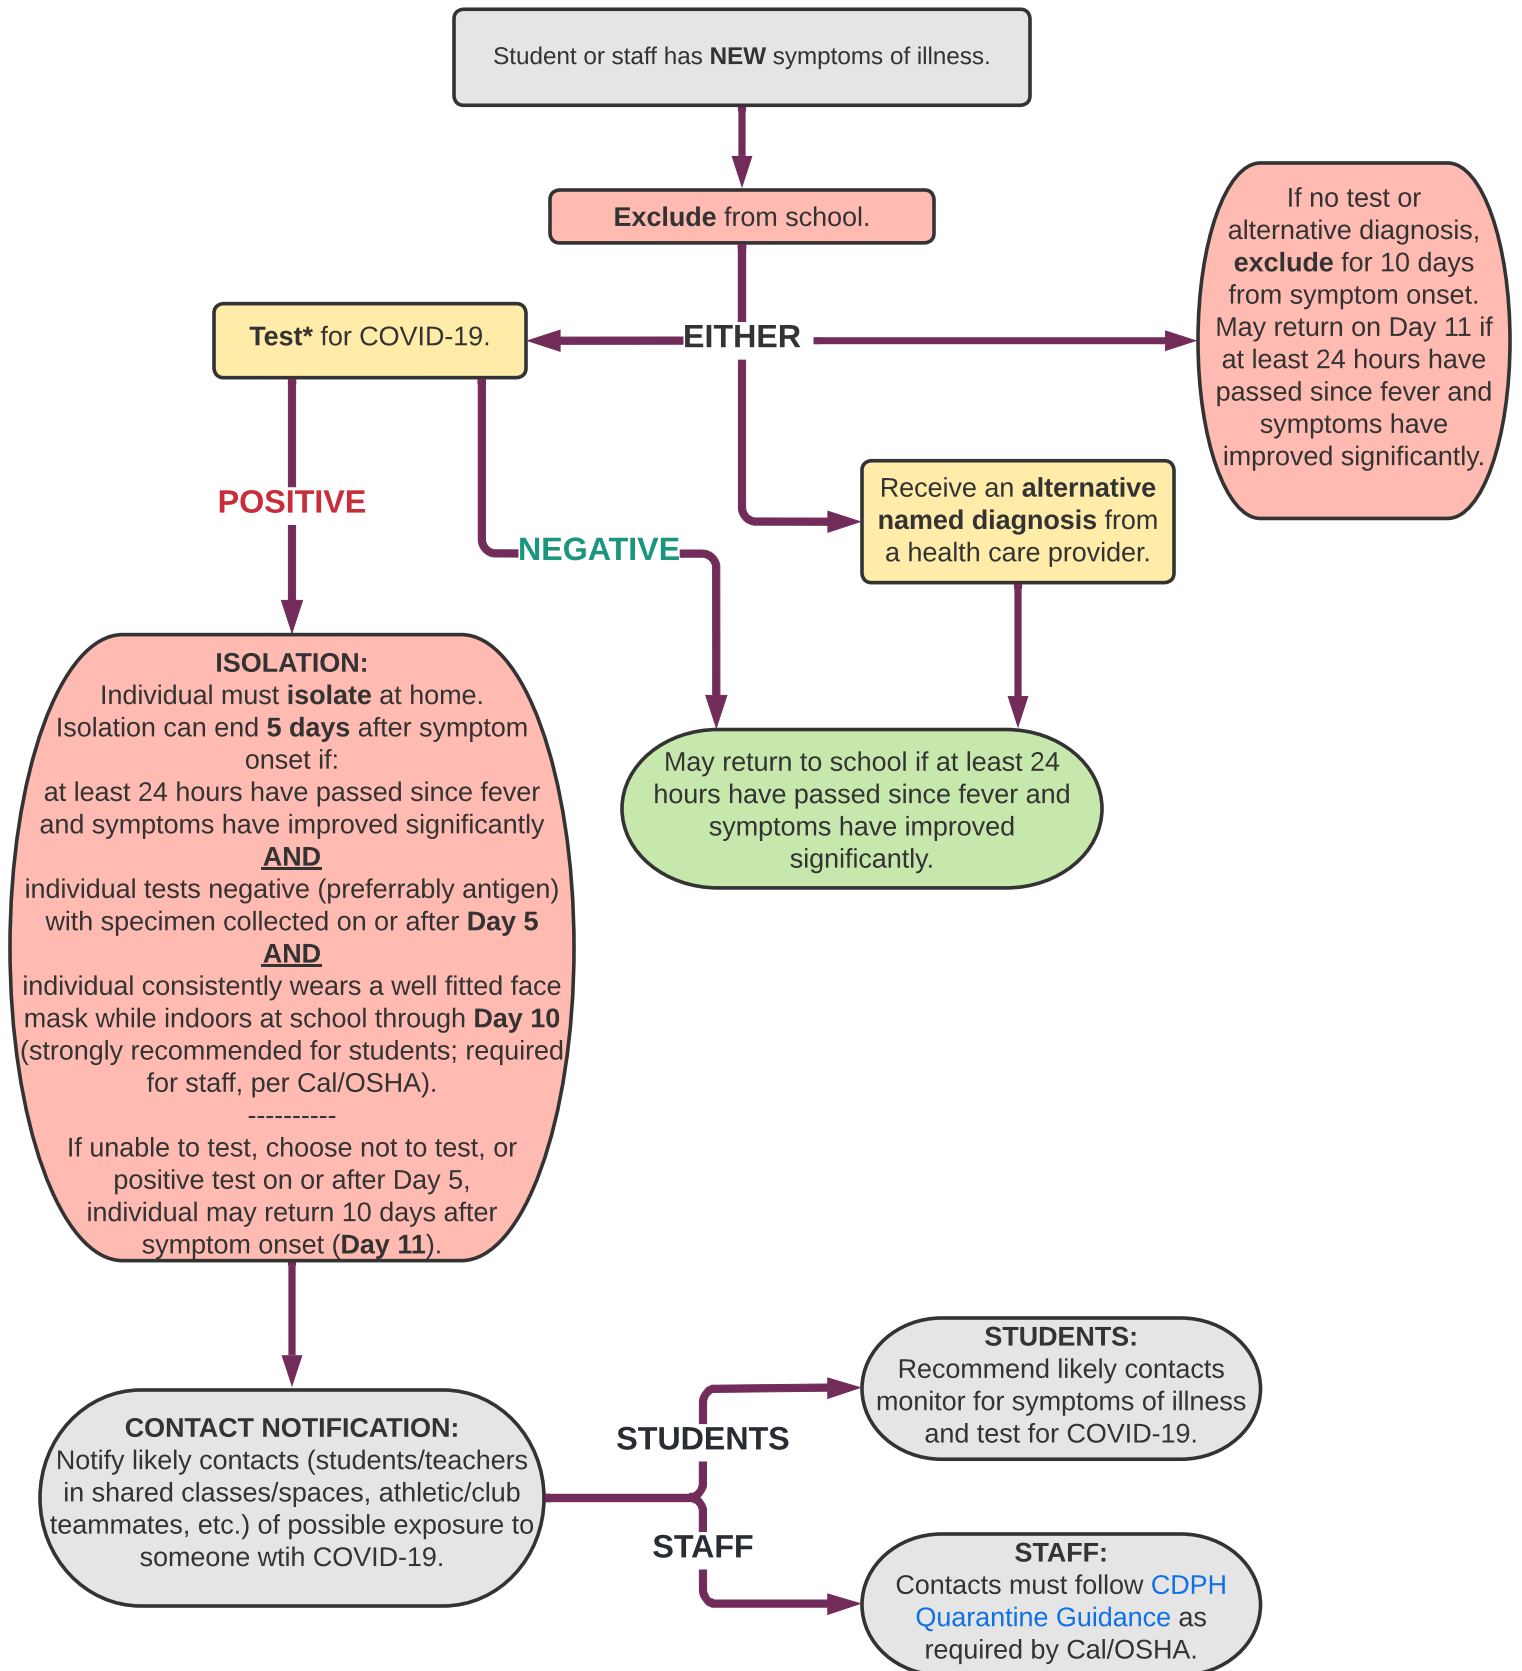 Student or staff has NEW symptoms of illness.
Exclude from school.
If no test or
alternative diagnosis,
exclude for 10 days
from symptom onset.
May return on Day 11 if
at least 24 hours have
passed since fever and
symptoms have
improved significantly.
Test* for COVID-19.
EITHER
Receive an alternative
named diagnosis from
a health care provider.
POSITIVE
NEGATIVE
ISOLATION:
Individual must isolate at home.
Isolation can end 5 days after symptom
onset if:
at least 24 hours have passed since fever
and symptoms have improved significantly
AND
individual tests negative (preferrably antigen)
with specimen collected on or after Day 5
AND
individual consistently wears a well fitted face
mask while indoors at school through Day 10
(strongly recommended for students; required
for staff, per Cal/OSHA).
----------
If unable to test, choose not to test, or
positive test on or after Day 5,
individual may return 10 days after
symptom onset (Day 11).
May return to school if at least 24
hours have passed since fever and
symptoms have improved
significantly.
CONTACT NOTIFICATION:
Notify likely contacts (students/teachers
in shared classes/spaces, athletic/club
teammates, etc.) of possible exposure to
someone wtih COVID-19.
STUDENTS
STUDENTS:
Recommend likely contacts
monitor for symptoms of illness
and test for COVID-19.
STAFF
STAFF:
Contacts must follow CDPH
Quarantine Guidance as
required by Cal/OSHA.